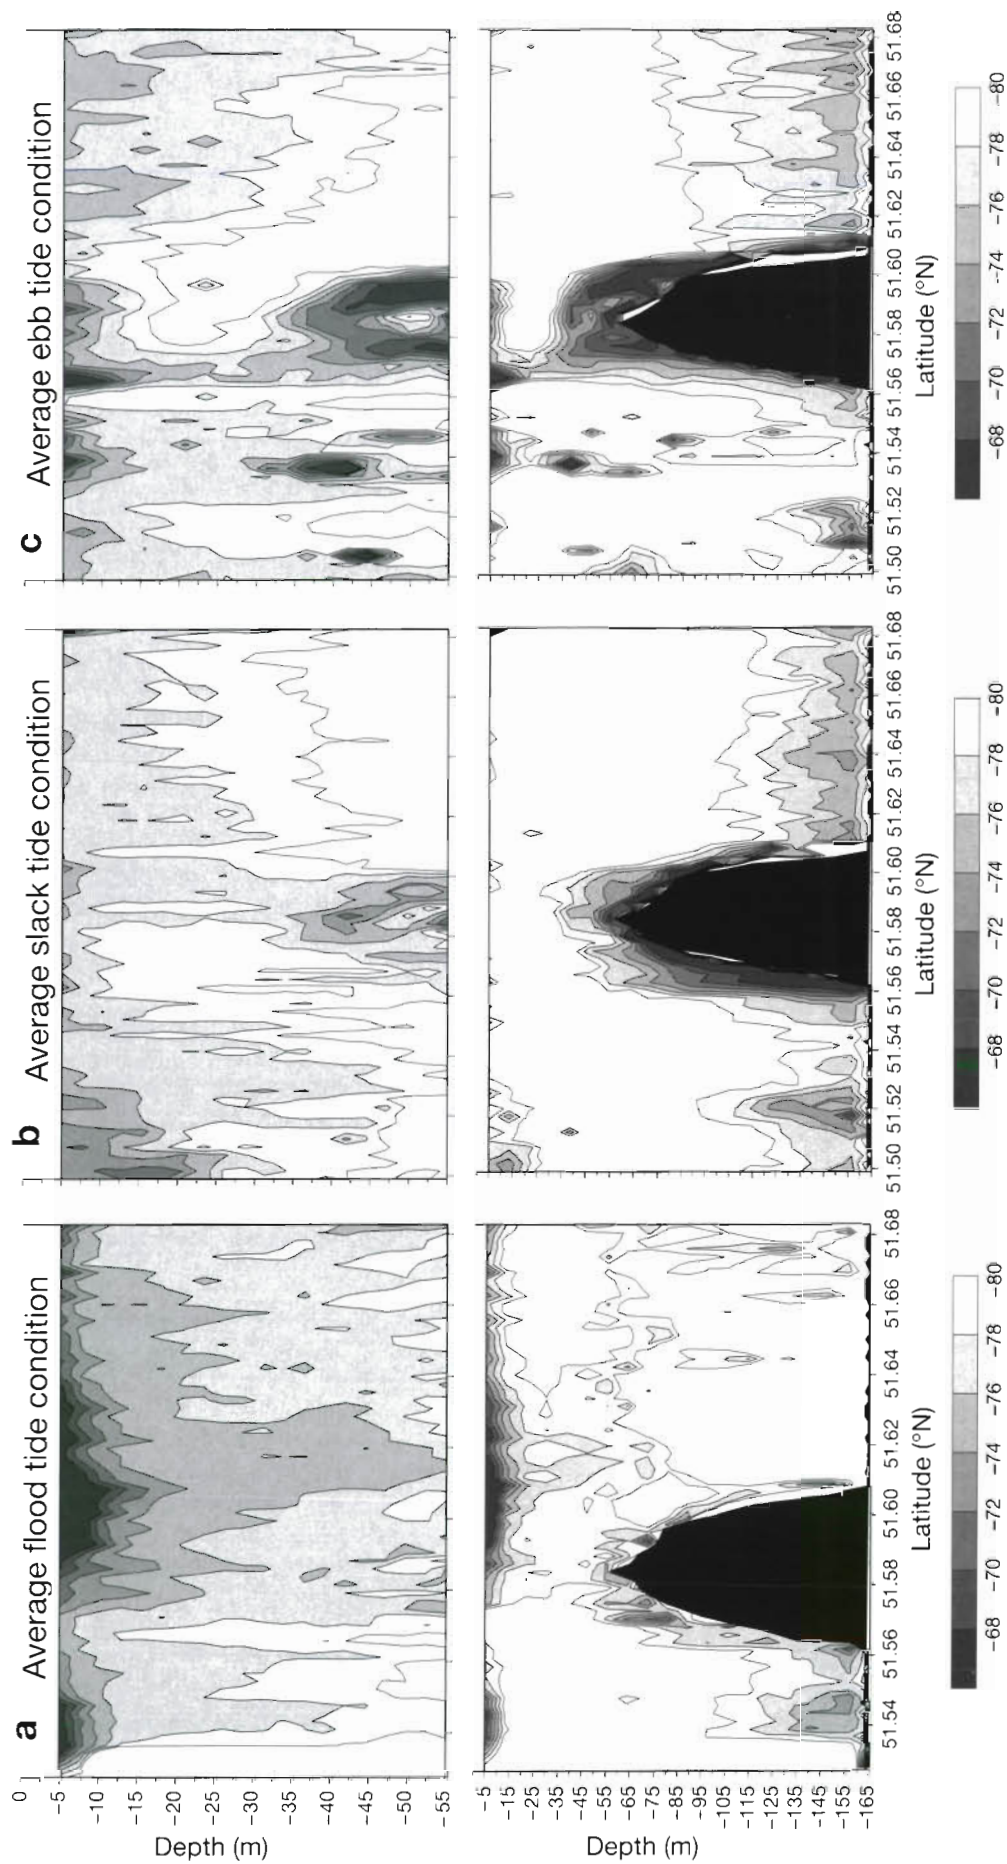 a Average flood tide condition
b Average slack tide condition
c Average ebb tide condition
Depth (m)
0
−5
−10
−15
−20
−25
−30
−35
−40
−45
−50
−55
Depth (m)
−5
−15
−25
−35
−45
−55
−65
−75
−85
−95
−105
−115
−125
−135
−145
−155
−165
51.54 51.56 51.58 51.60 51.62 51.64 51.66 51.68
Latitude (°N)
51.50 51.52 51.54 51.56 51.58 51.60 51.62 51.64 51.66 51.68
Latitude (°N)
51.50 51.52 51.54 51.56 51.58 51.60 51.62 51.64 51.66 51.68
Latitude (°N)
−68 −70 −72 −74 −76 −78 −80
−68 −70 −72 −74 −76 −78 −80
−68 −70 −72 −74 −76 −78 −80